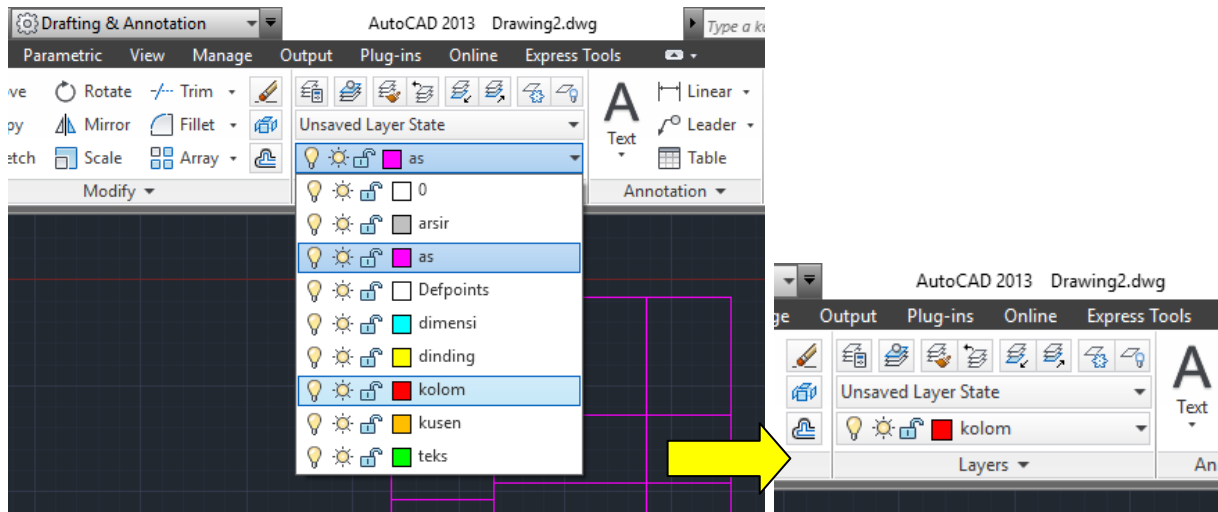 Drafting & Annotation AutoCAD 2013 Drawing2.dwg Type a k
Parametric View Manage Output Plug-ins Online Express Tools
ve Rotate Trim
Unsaved Layer State
Text
Linear
py Mirror Fillet
Leader
etch Scale Array
as
Table
Modify
Annotation
0
arsir
as
Defpoints
dimensi
dinding
kolom
kusen
teks
AutoCAD 2013 Drawing2.dwg
ge Output Plug-ins Online Express Tools
Unsaved Layer State
Text
kolom
Layers
An